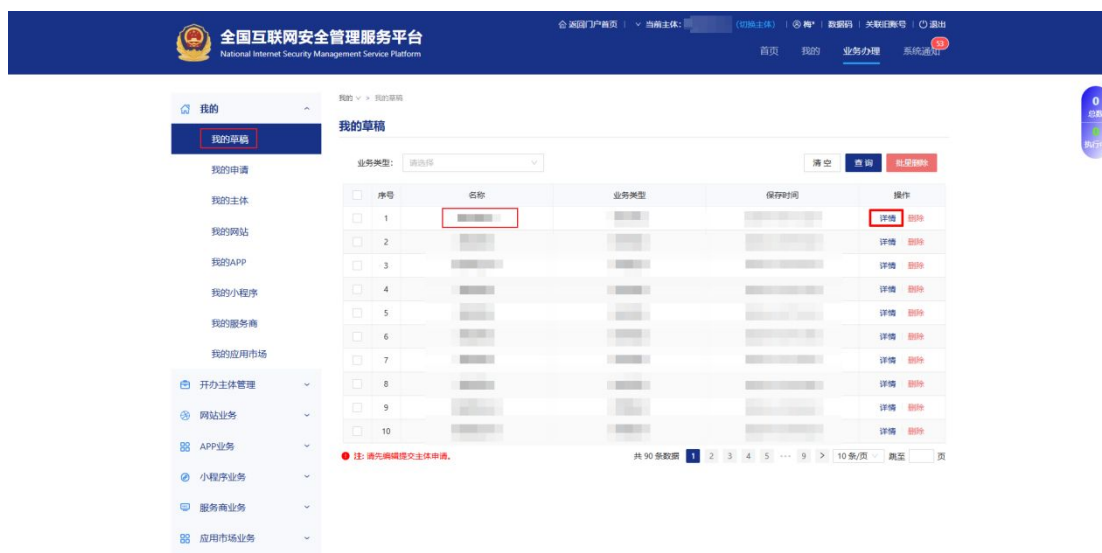 返回门户首页 | 当前主体: (切换主体) | 梅* | 数据码 | 关联旧账号 | 退出
全国互联网安全管理服务平台
National Internet Security Management Service Platform
首页 我的 业务办理 系统通知 53
我的 > 我的草稿
我的
我的草稿
我的申请
我的主体
我的网站
我的APP
我的小程序
我的服务商
我的应用市场
开办主体管理
网站业务
APP业务
小程序业务
服务商业务
应用市场业务
我的草稿
业务类型: 请选择 清空 查询 批量删除
序号 名称 业务类型 保存时间 操作
1 详情 删除
2 详情 删除
3 详情 删除
4 详情 删除
5 详情 删除
6 详情 删除
7 详情 删除
8 详情 删除
9 详情 删除
10 详情 删除
注: 请先编辑提交主体申请。
共 90 条数据 1 2 3 4 5 ··· 9 > 10 条/页 跳至 页
0